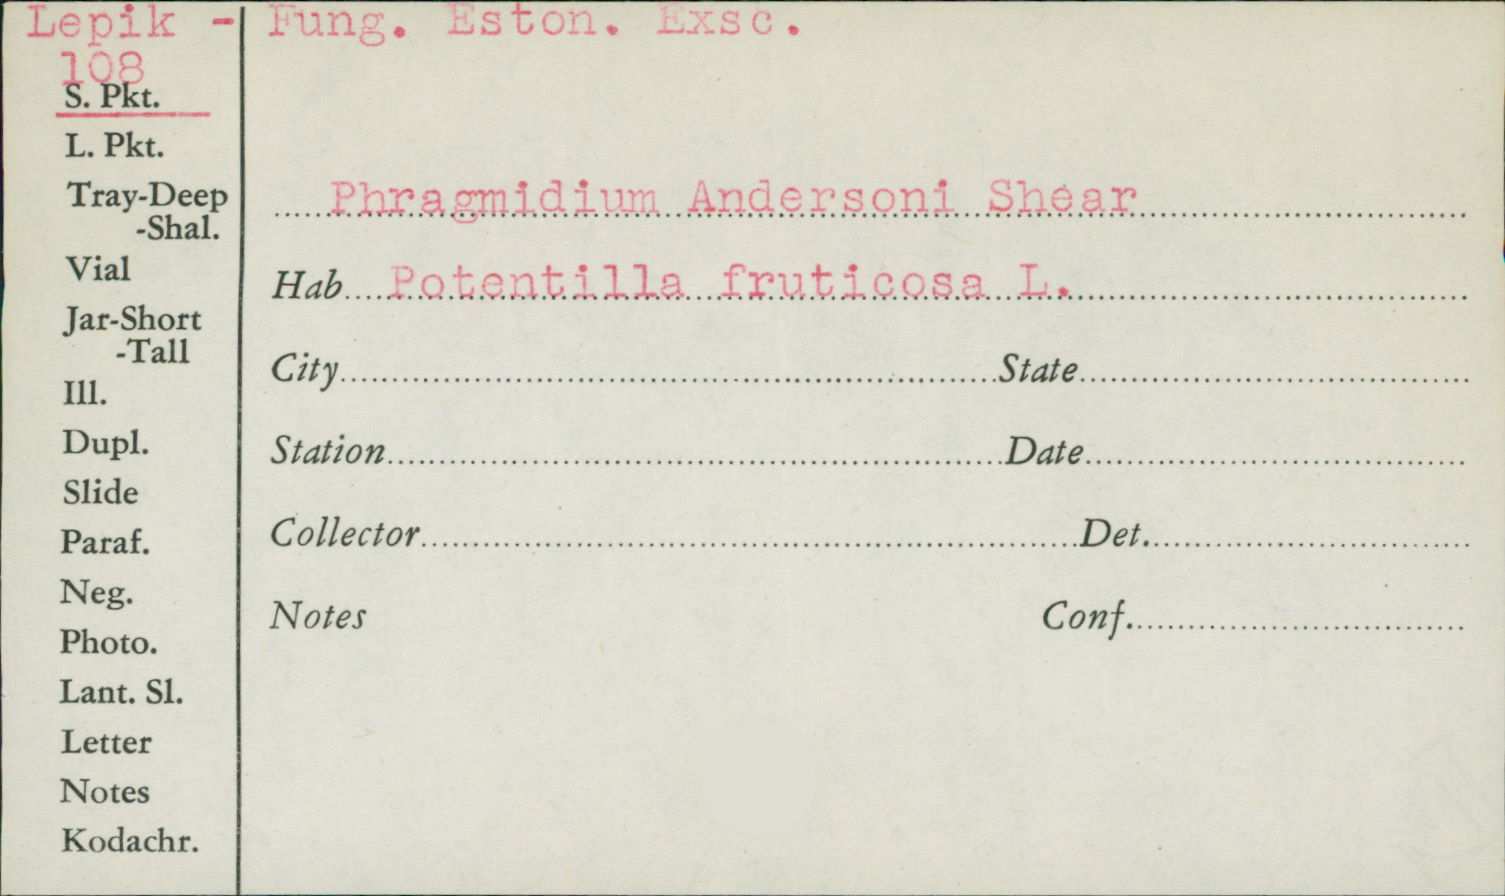 Lepik - Fung. Eston. Exsc.
108
S. Pkt.
L. Pkt.
Tray-Deep
-Shal.
Vial
Jar-Short
-Tall
Ill.
Dupl.
Slide
Paraf.
Neg.
Photo.
Lant. Sl.
Letter
Notes
Kodachr.
Phragmidium Andersoni Shear
Hab. Potentilla fruticosa L.
City State
Station Date
Collector Det.
Notes Conf.